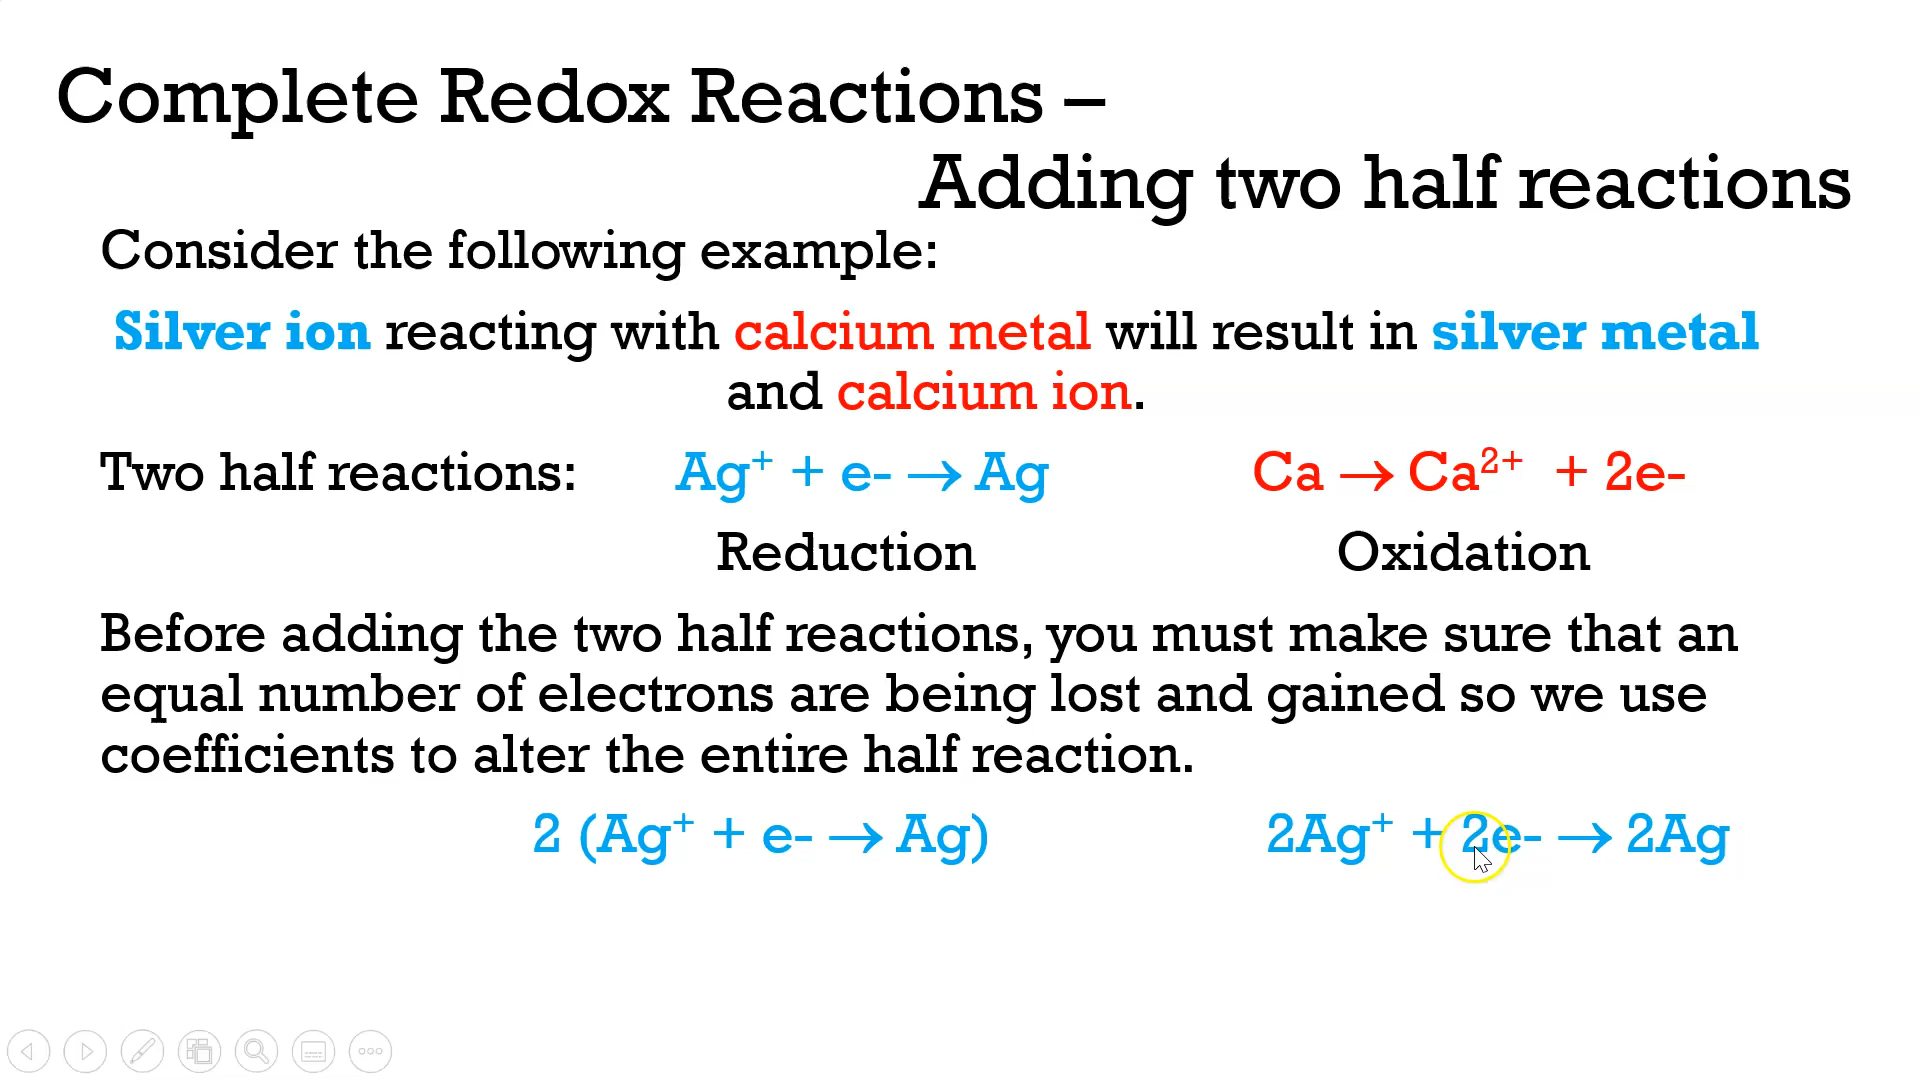 Complete Redox Reactions –
Adding two half reactions
Consider the following example:
Silver ion reacting with calcium metal will result in silver metal
and calcium ion.
Two half reactions: Ag⁺ + e- → Ag Ca → Ca²⁺ + 2e-
Reduction Oxidation
Before adding the two half reactions, you must make sure that an
equal number of electrons are being lost and gained so we use
coefficients to alter the entire half reaction.
2 (Ag⁺ + e- → Ag) 2Ag⁺ + 2e- → 2Ag